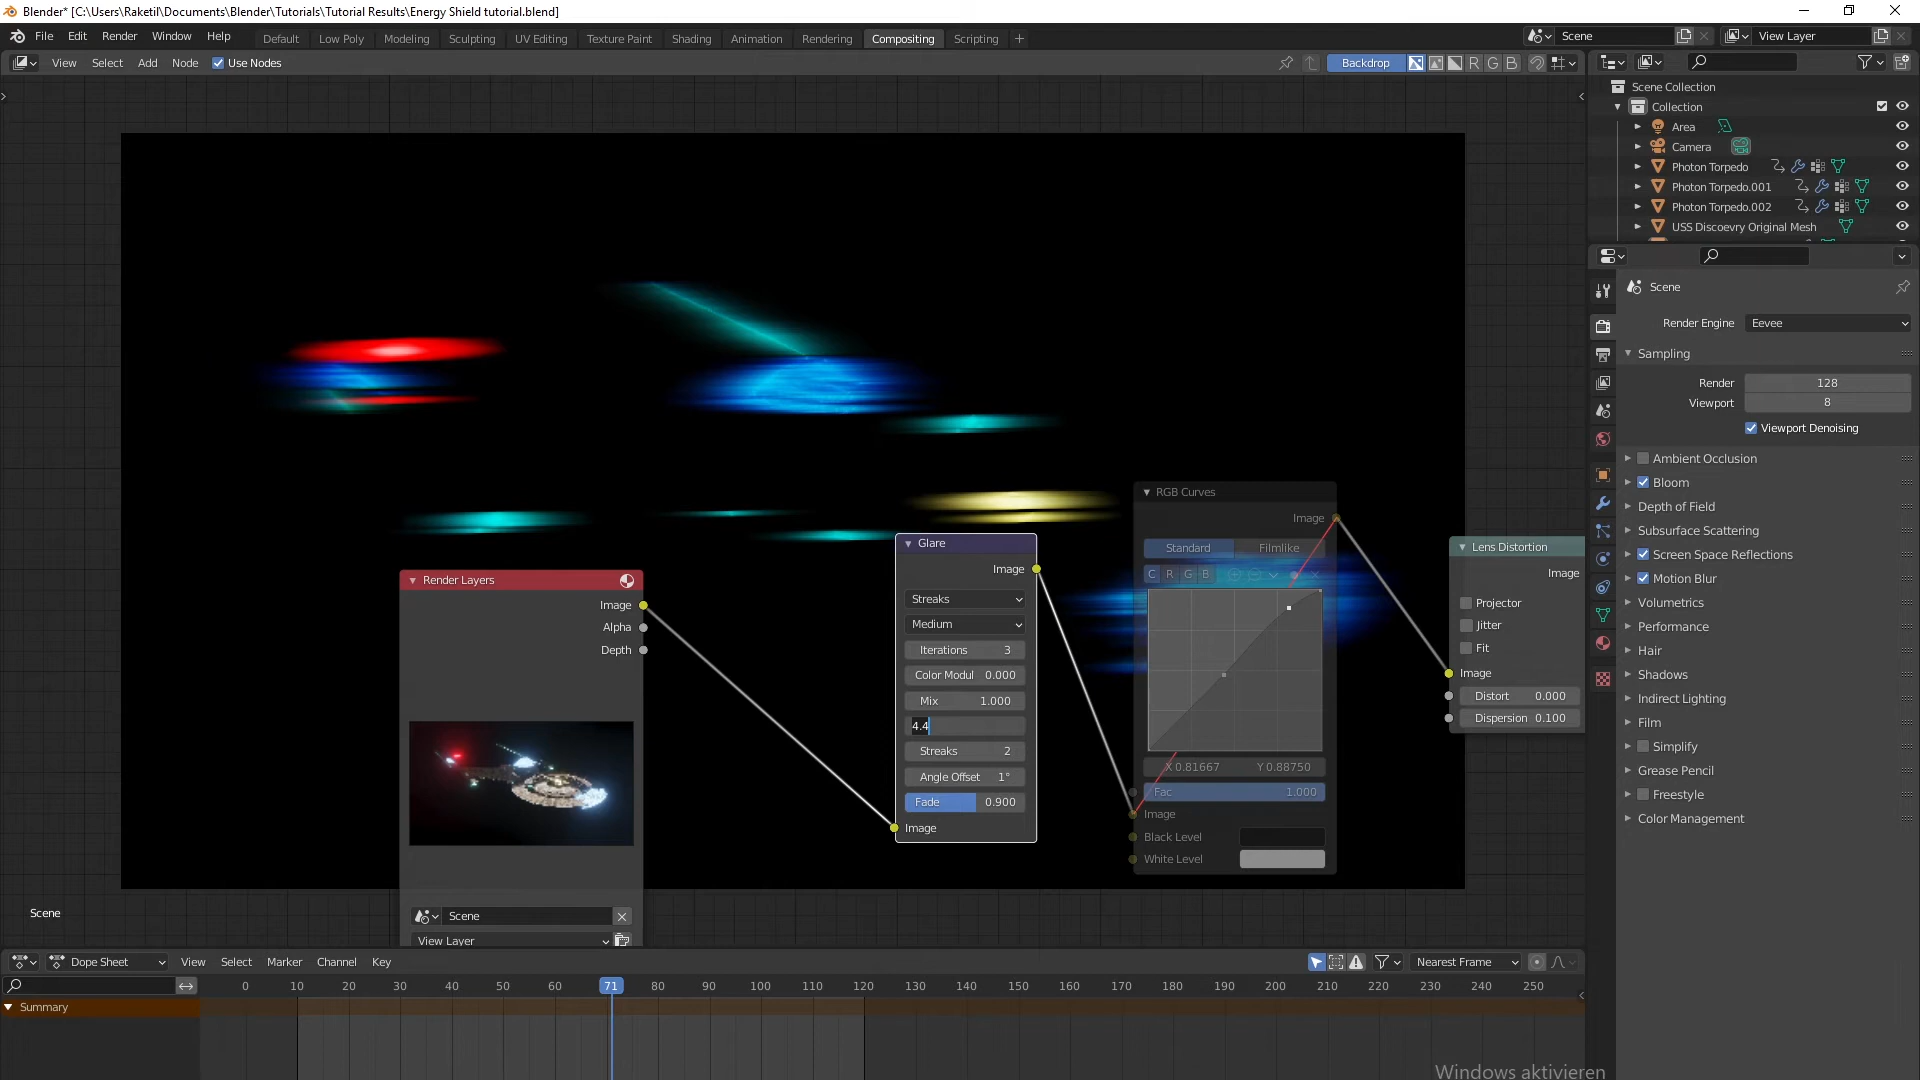 Blender* [C:\Users\Raketil\Documents\Blender\Tutorials\Tutorial Results\Energy Shield tutorial.blend]
File Edit Render Window Help Default Low Poly Modeling Sculpting UV Editing Texture Paint Shading Animation Rendering Compositing Scripting + Scene View Layer
View Select Add Node Use Nodes Backdrop R G B
Scene Collection
Collection
Area
Camera
Photon Torpedo
Photon Torpedo.001
Photon Torpedo.002
USS Discoevry Original Mesh
Scene
Render Engine Eevee
Sampling
Render 128
Viewport 8
Viewport Denoising
Ambient Occlusion
Bloom
Depth of Field
Subsurface Scattering
Screen Space Reflections
Motion Blur
Volumetrics
Performance
Hair
Shadows
Indirect Lighting
Film
Simplify
Grease Pencil
Freestyle
Color Management
Render Layers
Image
Alpha
Depth
Scene
View Layer
Glare
Image
Streaks
Medium
Iterations 3
Color Modul 0.000
Mix 1.000
4.4
Streaks 2
Angle Offset 1°
Fade 0.900
Image
RGB Curves
Image
Standard Filmlike
C R G B
X 0.81667 Y 0.88750
Fac 1.000
Image
Black Level
White Level
Lens Distortion
Image
Projector
Jitter
Fit
Image
Distort 0.000
Dispersion 0.100
Scene
Dope Sheet View Select Marker Channel Key Nearest Frame
0 10 20 30 40 50 60 71 80 90 100 110 120 130 140 150 160 170 180 190 200 210 220 230 240 250
Summary
Windows aktivieren